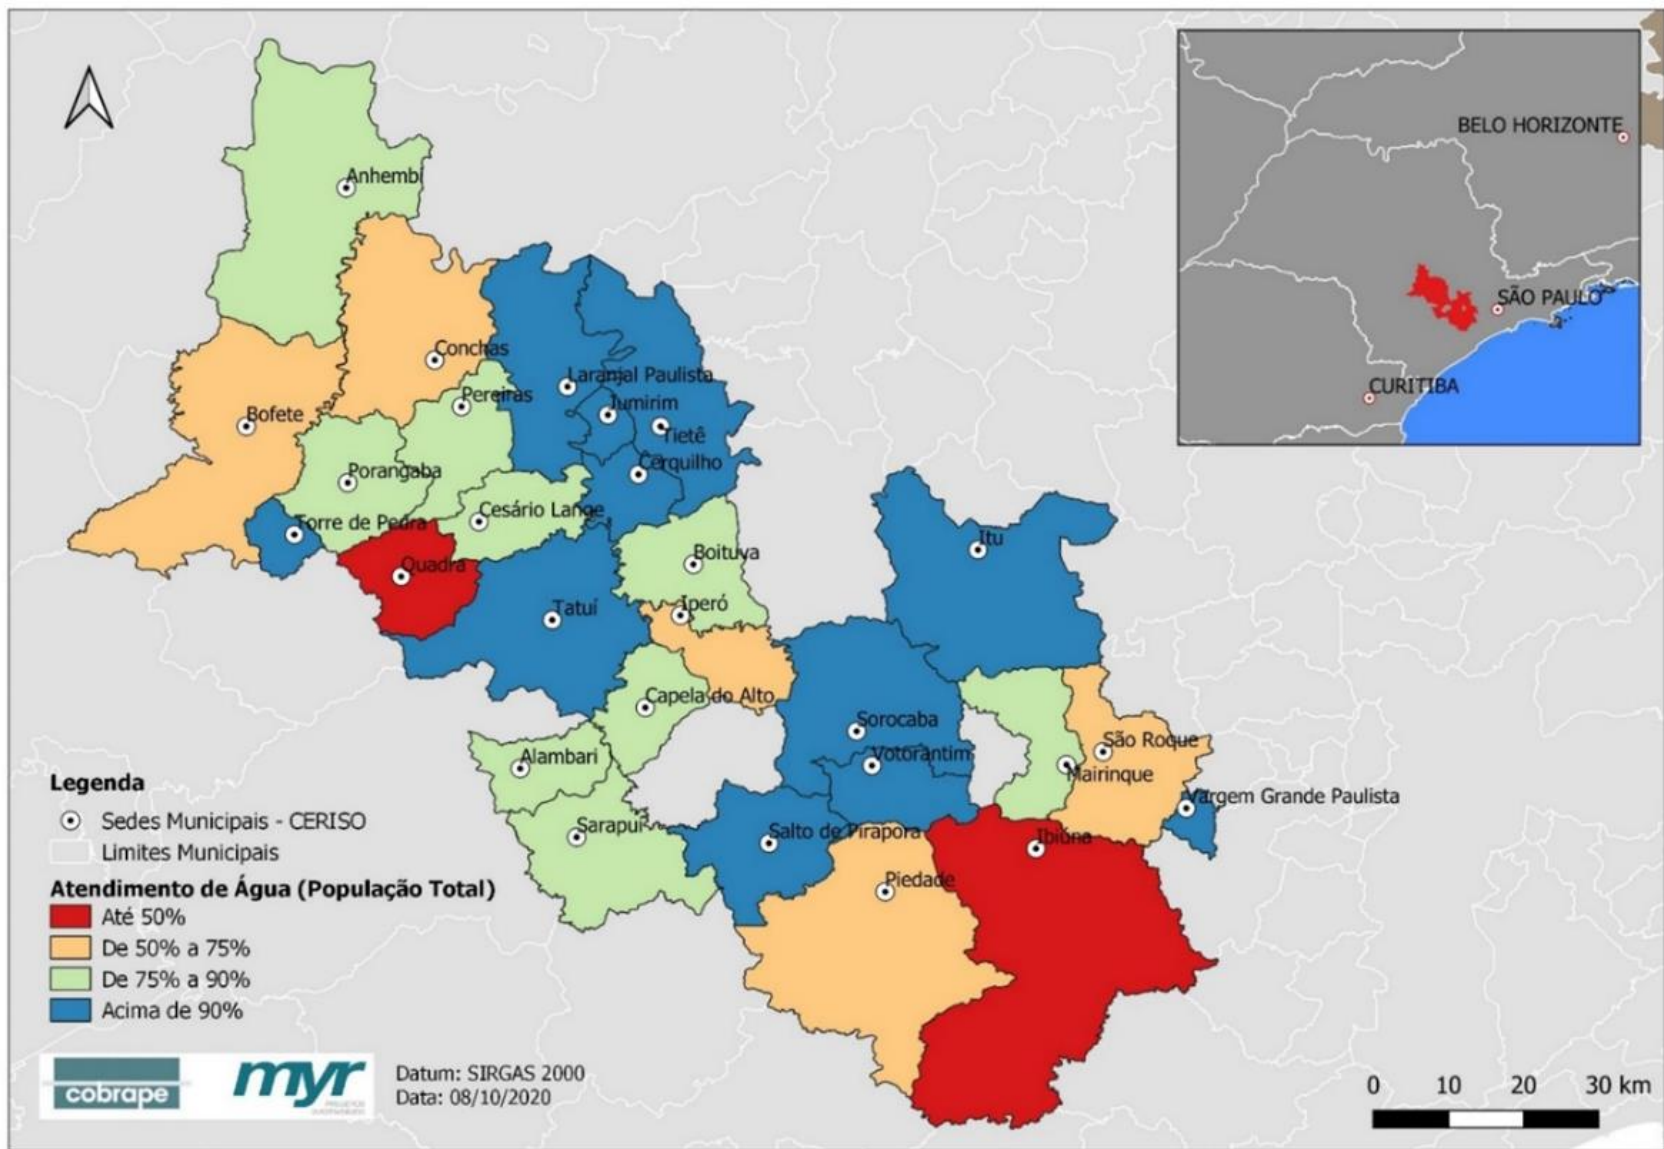 BELO HORIZONTE
SÃO PAULO
CURITIBA
Anhembi
Conchas
Laranjal Paulista
Pereiras
Jumirim
Bofete
Tietê
Porangaba
Cerquilho
Cesário Lange
Torre de Pedra
Quadra
Boituva
Itu
Tatuí
Iperó
Capela do Alto
Sorocaba
Alambari
Votorantim
São Roque
Mairinque
Vargem Grande Paulista
Sarapuí
Salto de Pirapora
Ibiúna
Piedade
Legenda
Sedes Municipais - CERISO
Limites Municipais
Atendimento de Água (População Total)
Até 50%
De 50% a 75%
De 75% a 90%
Acima de 90%
cobrape
myr
Datum: SIRGAS 2000
Data: 08/10/2020
0 10 20 30 km